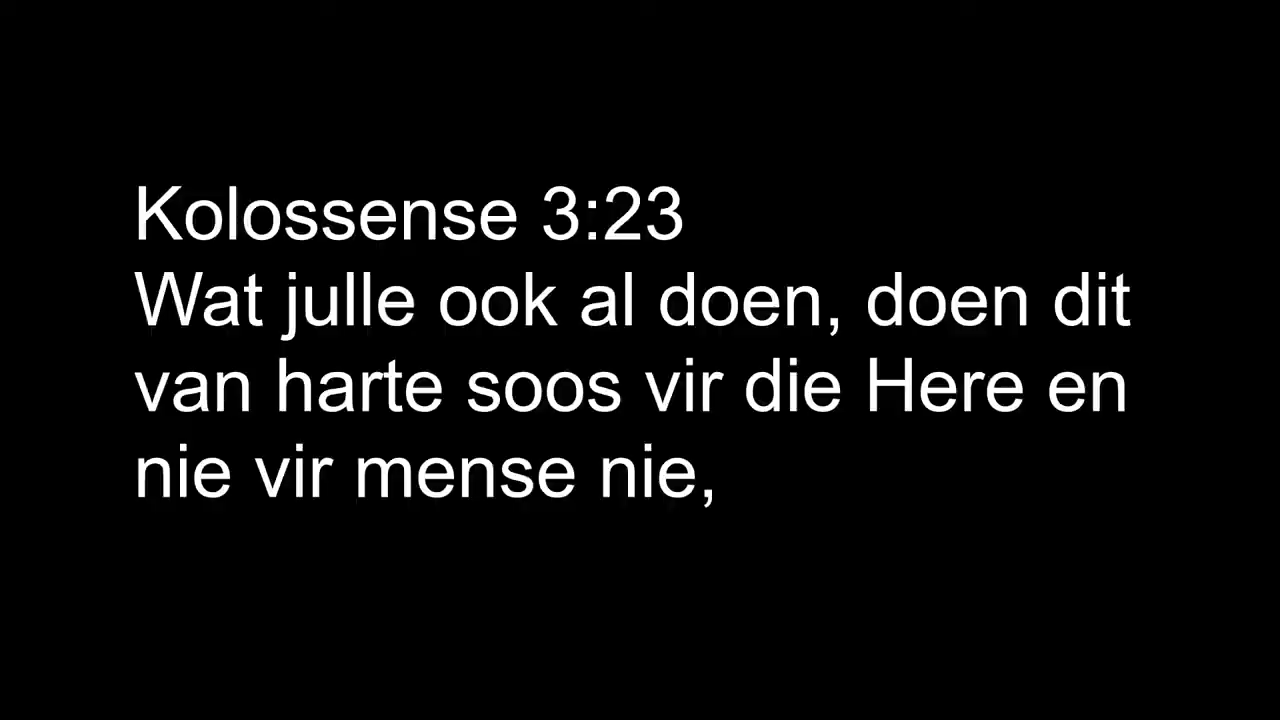 Kolossense 3:23
Wat julle ook al doen, doen dit
van harte soos vir die Here en
nie vir mense nie,